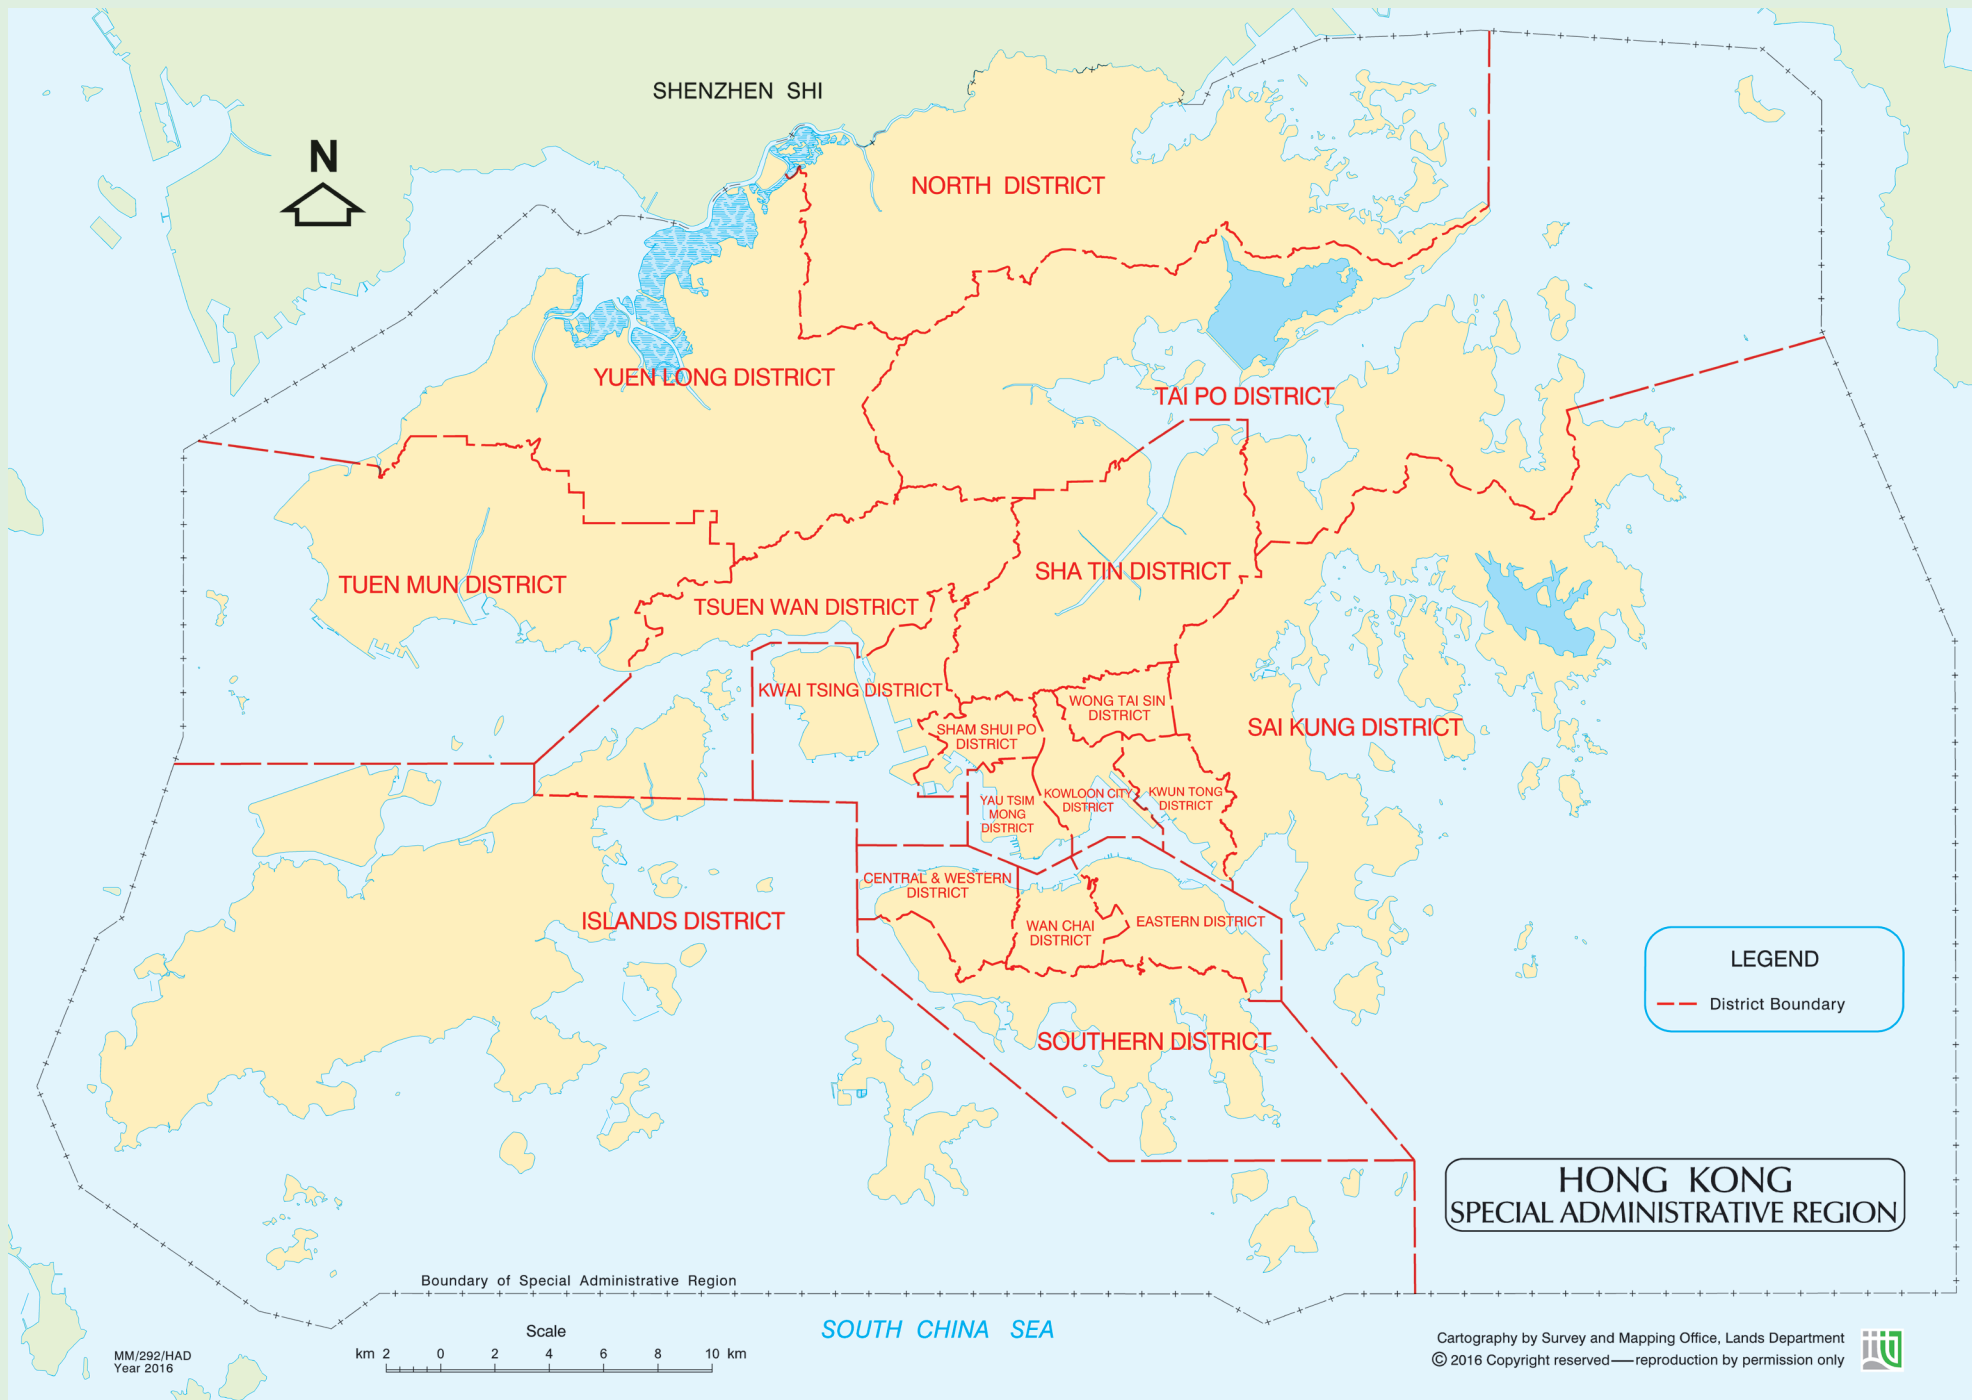 SHENZHEN SHI
N
NORTH DISTRICT
YUEN LONG DISTRICT
TAI PO DISTRICT
TUEN MUN DISTRICT
SHA TIN DISTRICT
TSUEN WAN DISTRICT
KWAI TSING DISTRICT
WONG TAI SIN
DISTRICT
SHAM SHUI PO
DISTRICT
SAI KUNG DISTRICT
YAU TSIM
MONG
DISTRICT
KOWLOON CITY
DISTRICT
KWUN TONG
DISTRICT
CENTRAL & WESTERN
DISTRICT
ISLANDS DISTRICT
WAN CHAI
DISTRICT
EASTERN DISTRICT
SOUTHERN DISTRICT
LEGEND
District Boundary
HONG KONG
SPECIAL ADMINISTRATIVE REGION
Boundary of Special Administrative Region
SOUTH CHINA SEA
Scale
km 2 0 2 4 6 8 10 km
MM/292/HAD
Year 2016
Cartography by Survey and Mapping Office, Lands Department
© 2016 Copyright reserved — reproduction by permission only